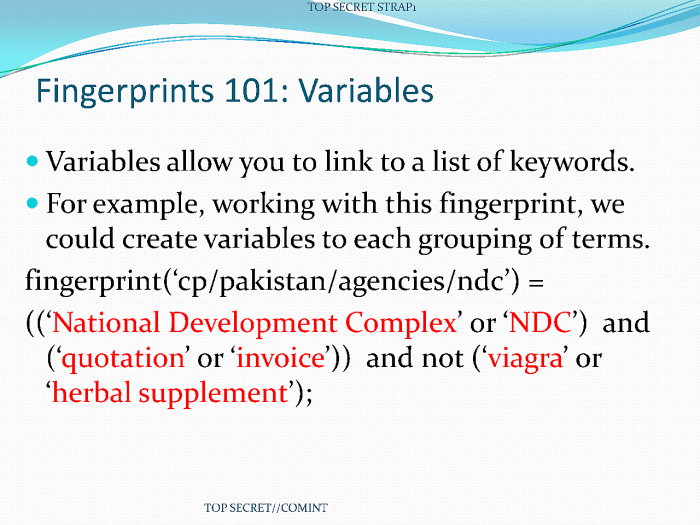 TOP SECRET STRAP1
Fingerprints 101: Variables
Variables allow you to link to a list of keywords.
For example, working with this fingerprint, we
could create variables to each grouping of terms.
fingerprint(‘cp/pakistan/agencies/ndc’) =
((‘National Development Complex’ or ‘NDC’) and
(‘quotation’ or ‘invoice’)) and not (‘viagra’ or
‘herbal supplement’);
TOP SECRET//COMINT